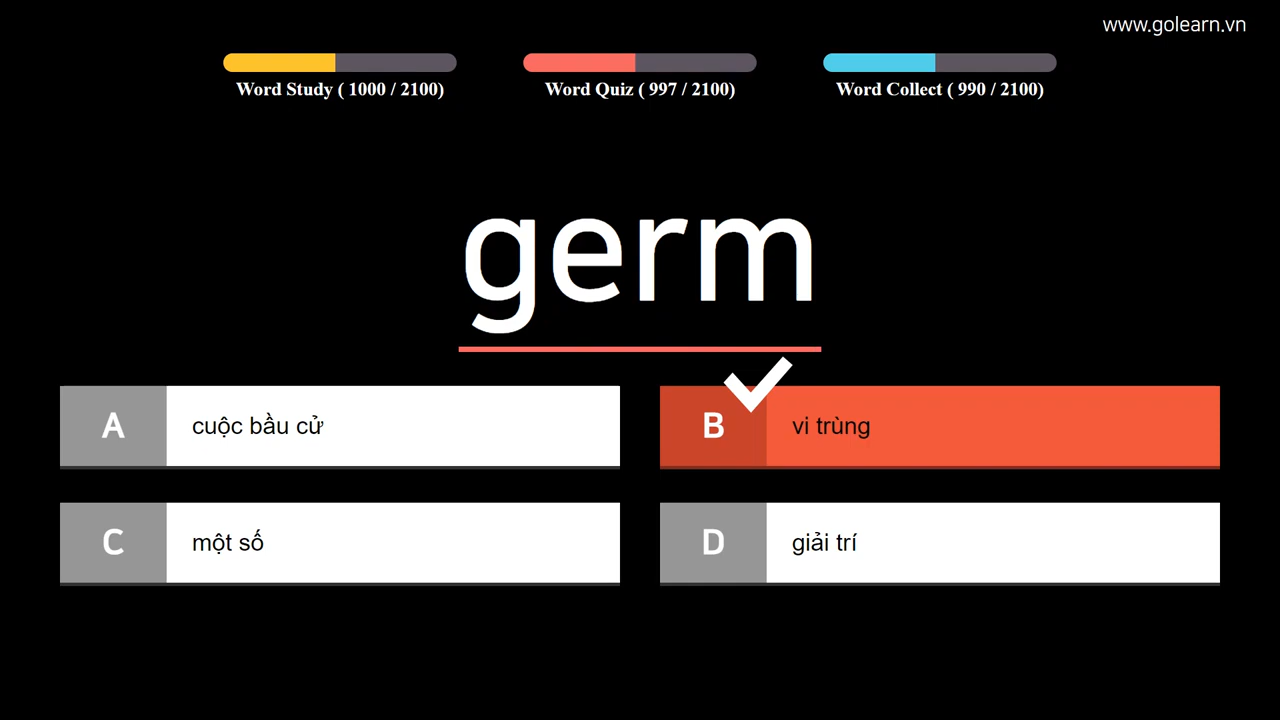 www.golearn.vn
Word Study ( 1000 / 2100)
Word Quiz ( 997 / 2100)
Word Collect ( 990 / 2100)
germ
A cuộc bầu cử
B vi trùng
C một số
D giải trí